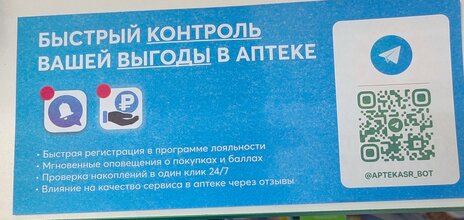 БЫСТРЫЙ КОНТРОЛЬ
ВАШЕЙ ВЫГОДЫ В АПТЕКЕ
• Быстрая регистрация в программе лояльности
• Мгновенные оповещения о покупках и баллах
• Проверка накоплений в один клик 24/7
• Влияние на качество сервиса в аптеке через отзывы
@APTEKASR_BOT